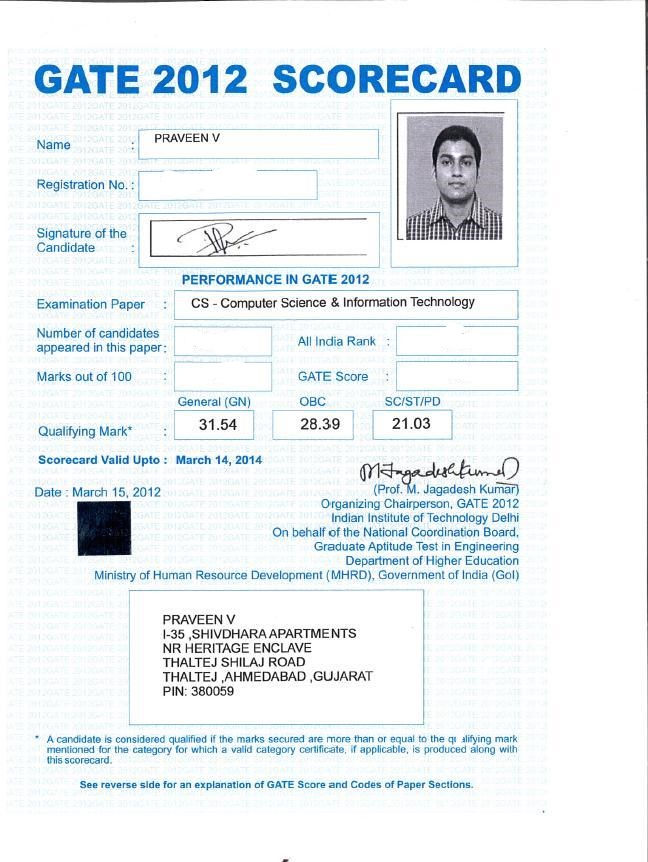 GATE 2012 SCORECARD
Name : PRAVEEN V
Registration No. :
Signature of the
Candidate :
PERFORMANCE IN GATE 2012
Examination Paper : CS - Computer Science & Information Technology
Number of candidates
appeared in this paper: All India Rank :
Marks out of 100 : GATE Score :
General (GN) OBC SC/ST/PD
Qualifying Mark* : 31.54 28.39 21.03
Scorecard Valid Upto : March 14, 2014
M Jagadesh Kumar
Date : March 15, 2012 (Prof. M. Jagadesh Kumar)
Organizing Chairperson, GATE 2012
Indian Institute of Technology Delhi
On behalf of the National Coordination Board,
Graduate Aptitude Test in Engineering
Department of Higher Education
Ministry of Human Resource Development (MHRD), Government of India (GoI)
PRAVEEN V
I-35 ,SHIVDHARA APARTMENTS
NR HERITAGE ENCLAVE
THALTEJ SHILAJ ROAD
THALTEJ ,AHMEDABAD ,GUJARAT
PIN: 380059
* A candidate is considered qualified if the marks secured are more than or equal to the qualifying mark
mentioned for the category for which a valid category certificate, if applicable, is produced along with
this scorecard.
See reverse side for an explanation of GATE Score and Codes of Paper Sections.